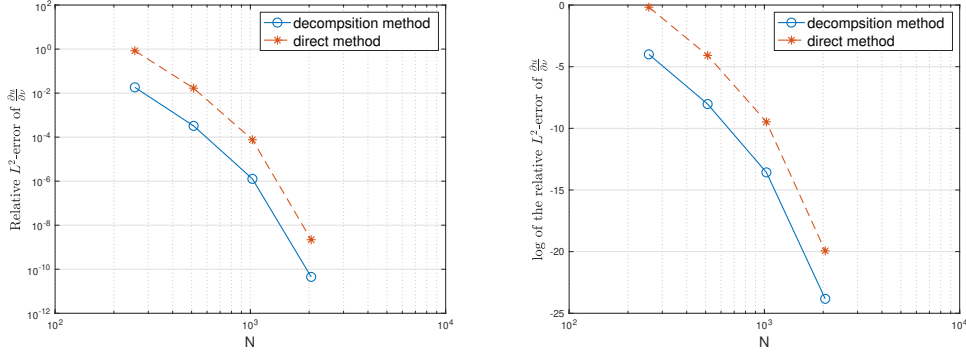 10^2
10^0
10^-2
10^-4
10^-6
10^-8
10^-10
10^-12
Relative L^2-error of ∂u/∂ν
decompsition method
direct method
10^2 10^3 10^4
N
0
-5
-10
-15
-20
-25
log of the relative L^2-error of ∂u/∂ν
decompsition method
direct method
10^2 10^3 10^4
N